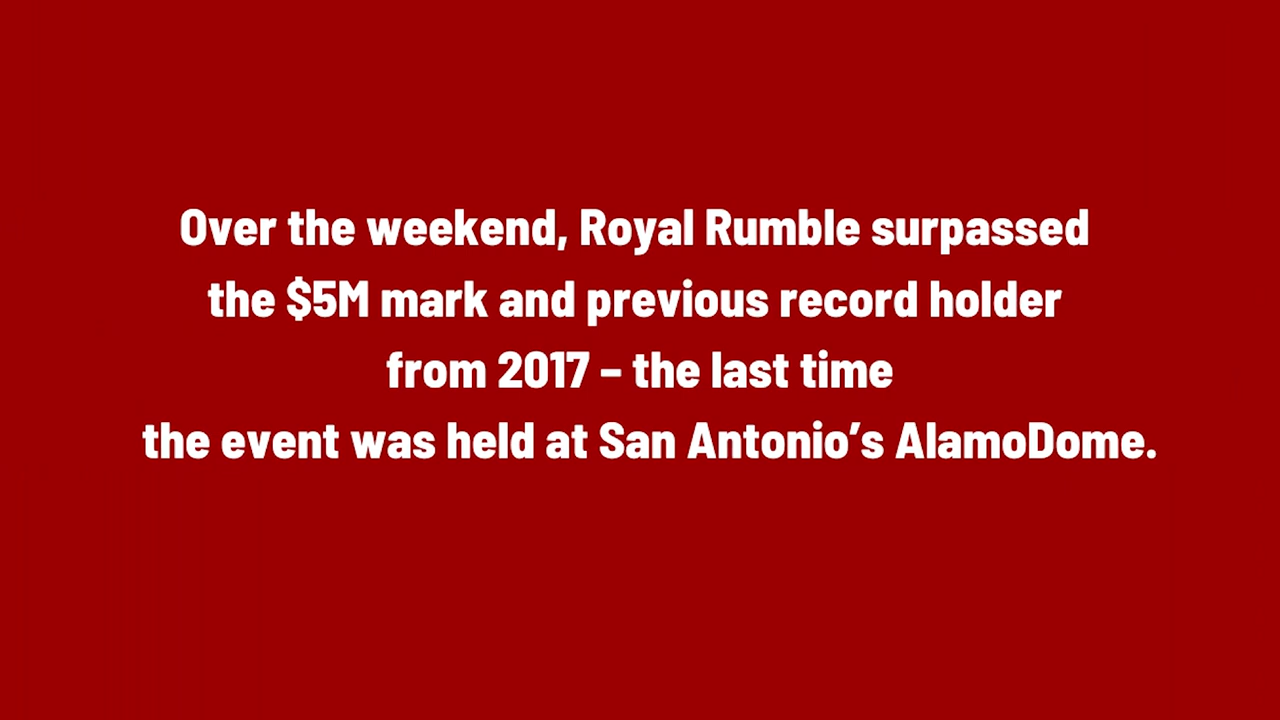 Over the weekend, Royal Rumble surpassed
the $5M mark and previous record holder
from 2017 – the last time
the event was held at San Antonio’s AlamoDome.